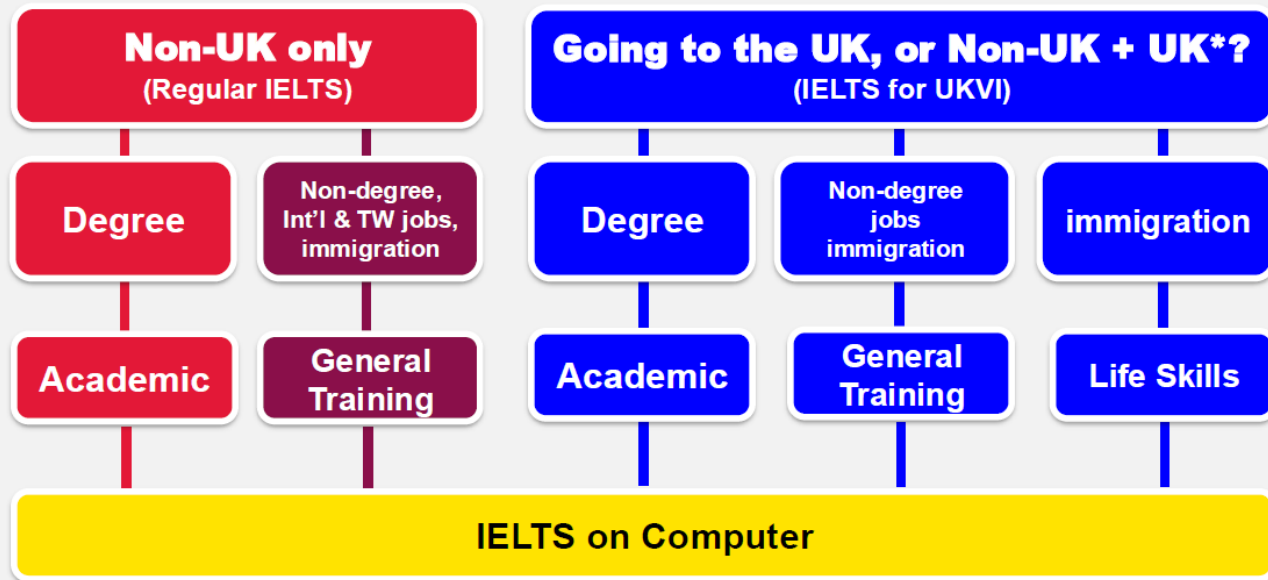 Non-UK only
(Regular IELTS)
Going to the UK, or Non-UK + UK*?
(IELTS for UKVI)
Degree
Non-degree,
Int'l & TW jobs,
immigration
Degree
Non-degree
jobs
immigration
immigration
Academic
General
Training
Academic
General
Training
Life Skills
IELTS on Computer